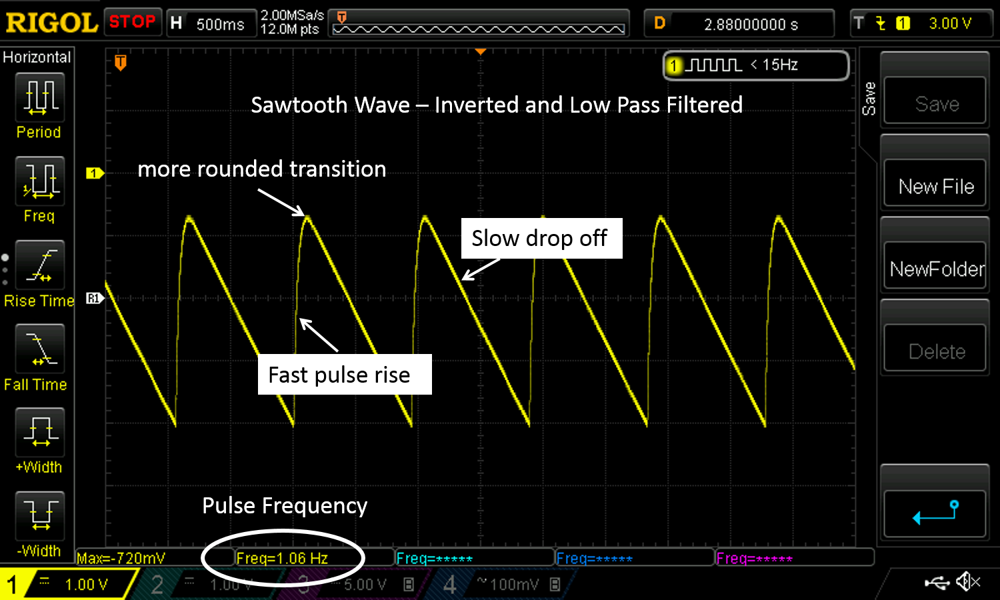 RIGOL STOP H 500ms 2.00MSa/s 12.0M pts T D 2.88000000 s T 1 3.00 V
Horizontal
T
1 < 15Hz
Save
Save
Sawtooth Wave – Inverted and Low Pass Filtered
Period
more rounded transition
1
New File
Freq
Slow drop off
NewFolder
Rise Time
R1
Fast pulse rise
Delete
Fall Time
+Width
Pulse Frequency
-Width
Max=-720mV Freq=1.06 Hz Freq=***** Freq=***** Freq=*****
1 1.00 V 2 1.00 V 3 5.00 V B 4 ~100mV B